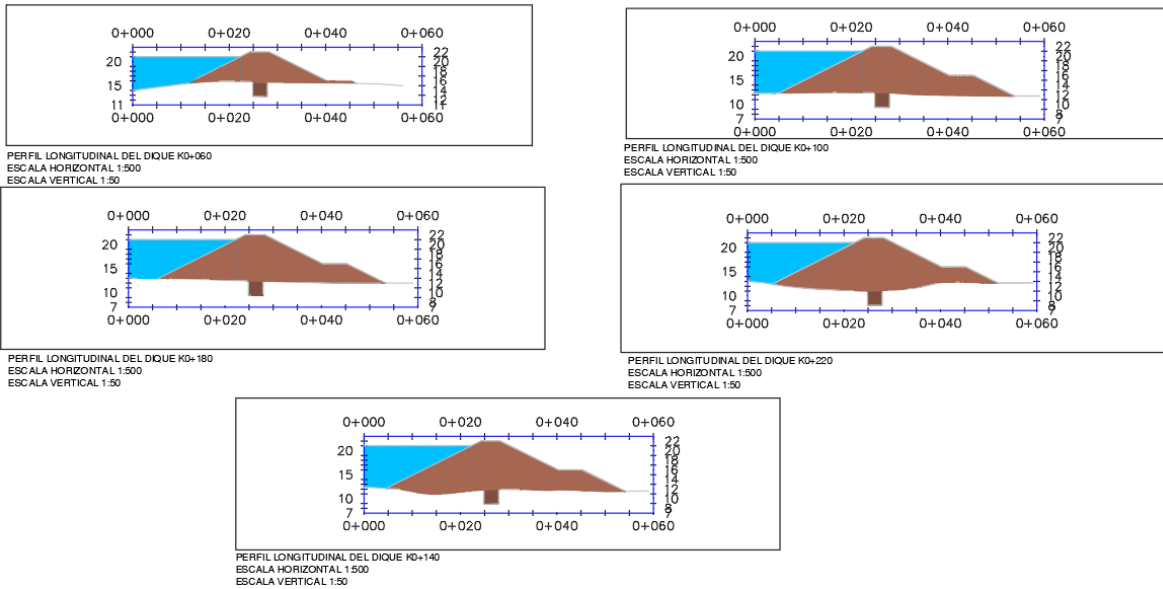 0+000 0+020 0+040 0+060
20
15
11
22
20
18
16
14
12
11
0+000 0+020 0+040 0+060
PERFIL LONGITUDINAL DEL DIQUE K0+060
ESCALA HORIZONTAL 1:500
ESCALA VERTICAL 1:50
0+000 0+020 0+040 0+060
20
15
10
7
22
20
18
16
14
12
10
8
7
0+000 0+020 0+040 0+060
PERFIL LONGITUDINAL DEL DIQUE K0+100
ESCALA HORIZONTAL 1:500
ESCALA VERTICAL 1:50
0+000 0+020 0+040 0+060
20
15
10
7
22
20
18
16
14
12
10
8
7
0+000 0+020 0+040 0+060
PERFIL LONGITUDINAL DEL DIQUE K0+180
ESCALA HORIZONTAL 1:500
ESCALA VERTICAL 1:50
0+000 0+020 0+040 0+060
20
15
10
7
22
20
18
16
14
12
10
8
7
0+000 0+020 0+040 0+060
PERFIL LONGITUDINAL DEL DIQUE K0+220
ESCALA HORIZONTAL 1:500
ESCALA VERTICAL 1:50
0+000 0+020 0+040 0+060
20
15
10
7
22
20
18
16
14
12
10
8
7
0+000 0+020 0+040 0+060
PERFIL LONGITUDINAL DEL DIQUE K0+140
ESCALA HORIZONTAL 1:500
ESCALA VERTICAL 1:50